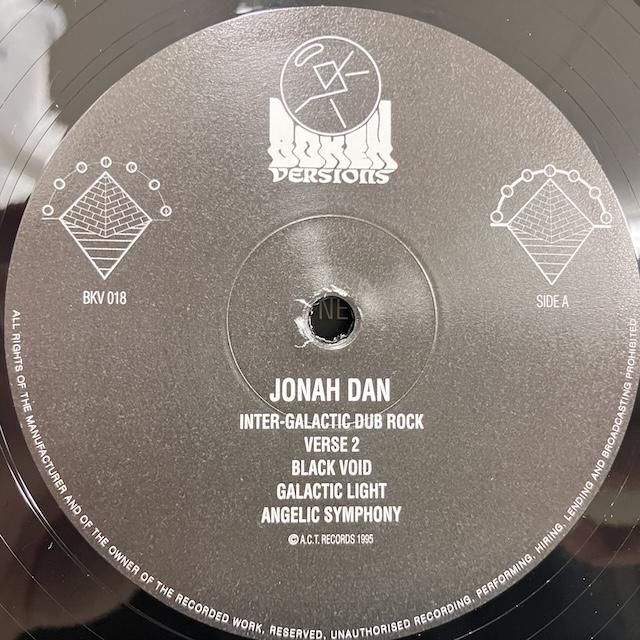 BOKEH
VERSIONS
BKV 018
SIDE A
JONAH DAN
INTER-GALACTIC DUB ROCK
VERSE 2
BLACK VOID
GALACTIC LIGHT
ANGELIC SYMPHONY
© A.C.T. RECORDS 1995
ALL RIGHTS OF THE MANUFACTURER AND OF THE OWNER OF THE RECORDED WORK, RESERVED, UNAUTHORISED RECORDING, PERFORMING, HIRING, LENDING AND BROADCASTING PROHIBITED